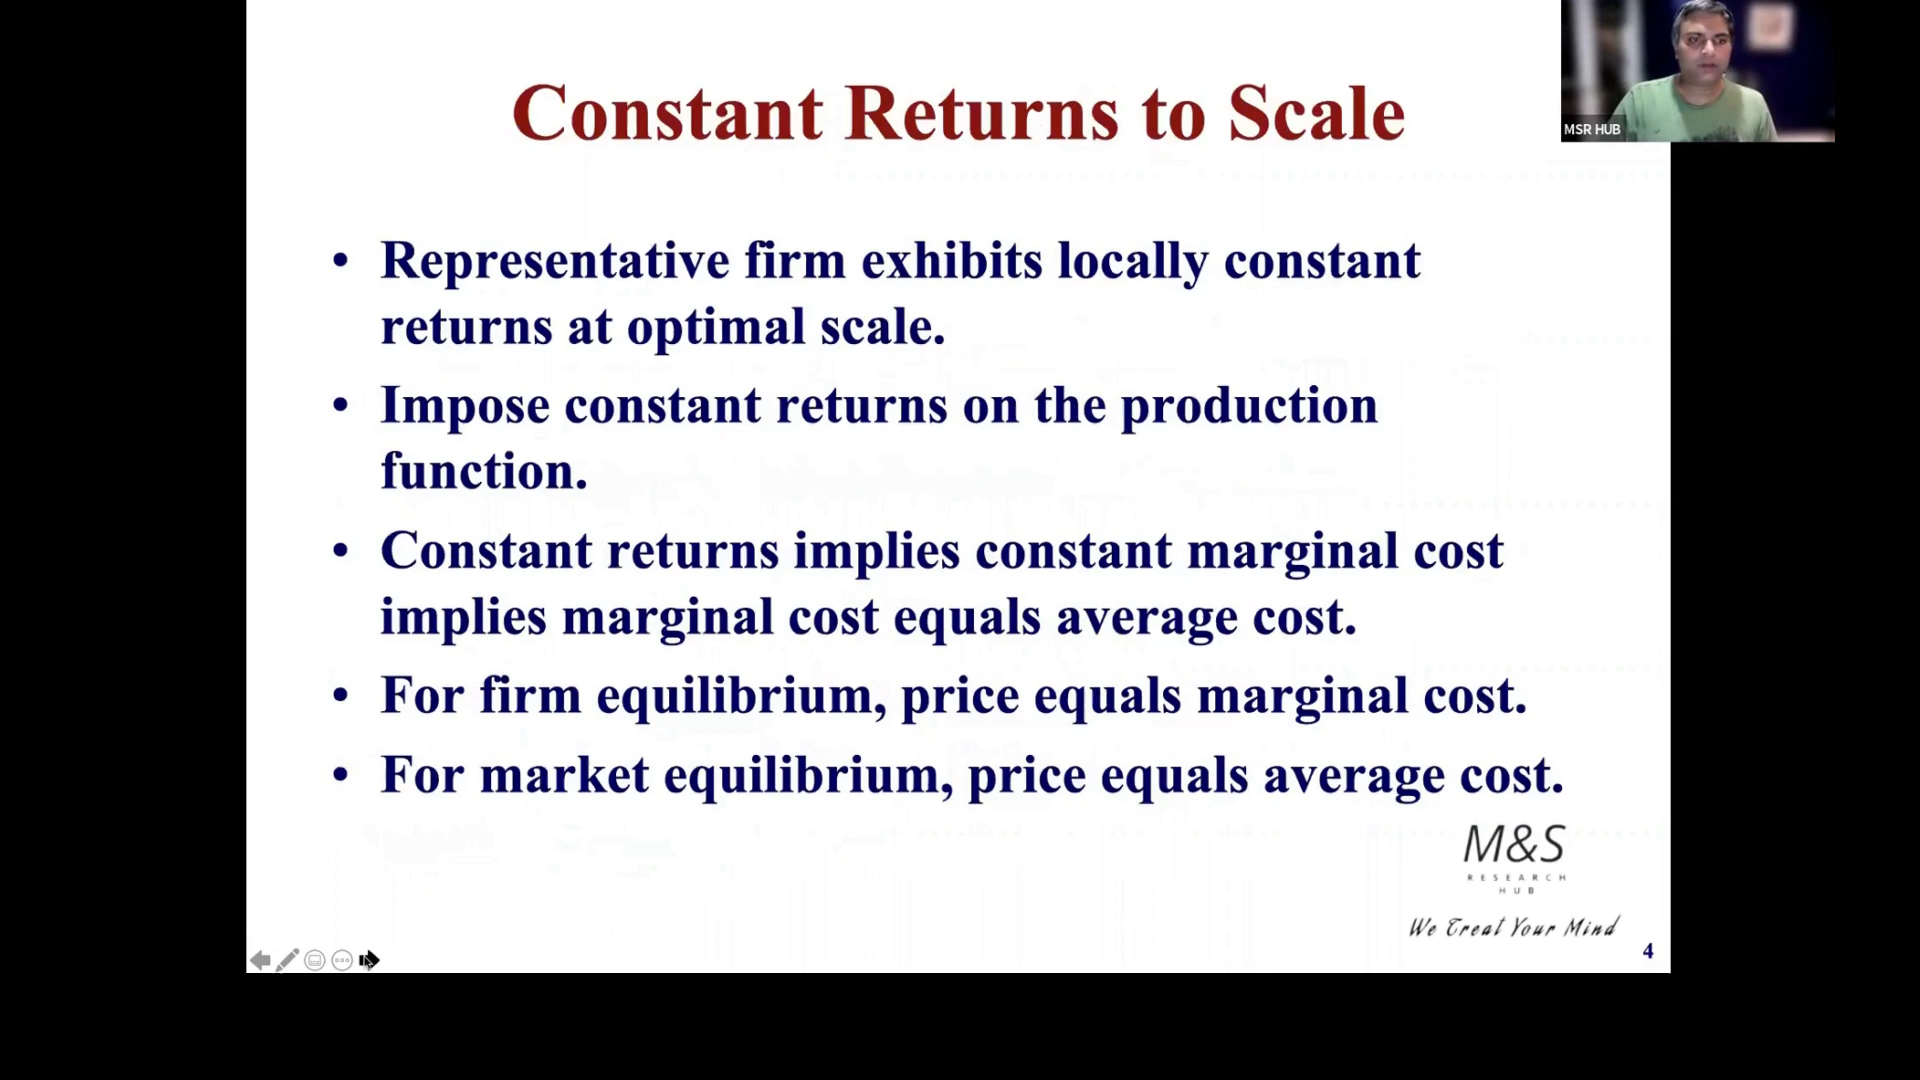 Constant Returns to Scale
MSR HUB
• Representative firm exhibits locally constant
returns at optimal scale.
• Impose constant returns on the production
function.
• Constant returns implies constant marginal cost
implies marginal cost equals average cost.
• For firm equilibrium, price equals marginal cost.
• For market equilibrium, price equals average cost.
M&S
RESEARCH
HUB
We Treat Your Mind
4